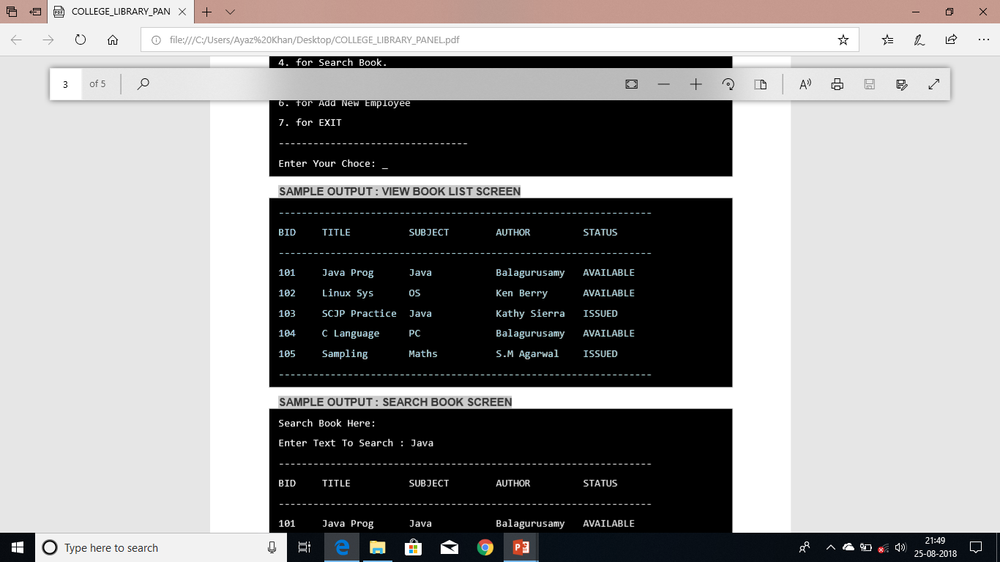 COLLEGE_LIBRARY_PAN
file:///C:/Users/Ayaz%20Khan/Desktop/COLLEGE_LIBRARY_PANEL.pdf
4. for Search Book.
3 of 5
6. for Add New Employee
7. for EXIT
---------------------------------
Enter Your Choce: _
SAMPLE OUTPUT : VIEW BOOK LIST SCREEN
-----------------------------------------------------------------
BID TITLE SUBJECT AUTHOR STATUS
-----------------------------------------------------------------
101 Java Prog Java Balagurusamy AVAILABLE
102 Linux Sys OS Ken Berry AVAILABLE
103 SCJP Practice Java Kathy Sierra ISSUED
104 C Language PC Balagurusamy AVAILABLE
105 Sampling Maths S.M Agarwal ISSUED
-----------------------------------------------------------------
SAMPLE OUTPUT : SEARCH BOOK SCREEN
Search Book Here:
Enter Text To Search : Java
-----------------------------------------------------------------
BID TITLE SUBJECT AUTHOR STATUS
-----------------------------------------------------------------
101 Java Prog Java Balagurusamy AVAILABLE
Type here to search
21:49
25-08-2018